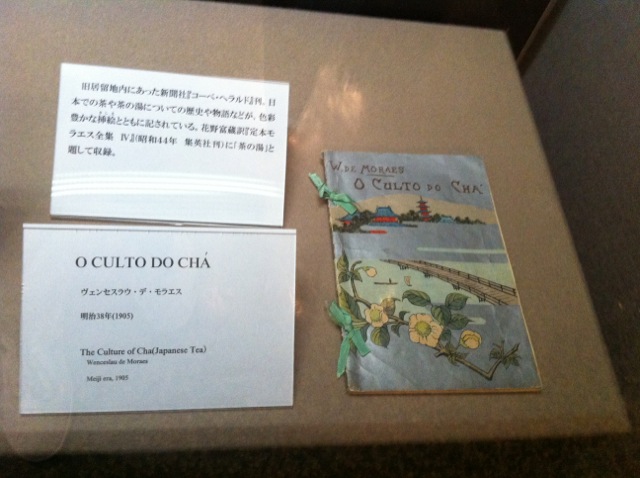 旧居留地内にあった新聞社『コーベ・ヘラルド』刊。日
本での茶や茶の湯についての歴史や物語などが、色彩
豊かな挿絵とともに記されている。花野富蔵訳『定本モ
ラエス全集 Ⅳ』(昭和44年 集英社刊)に「茶の湯」と
題して収録。
O CULTO DO CHÁ
ヴェンセスラウ・デ・モラエス
明治38年(1905)
The Culture of Cha(Japanese Tea)
Wenceslau de Moraes
Meiji era, 1905
W. DE MORAES
O CULTO DO CHÁ